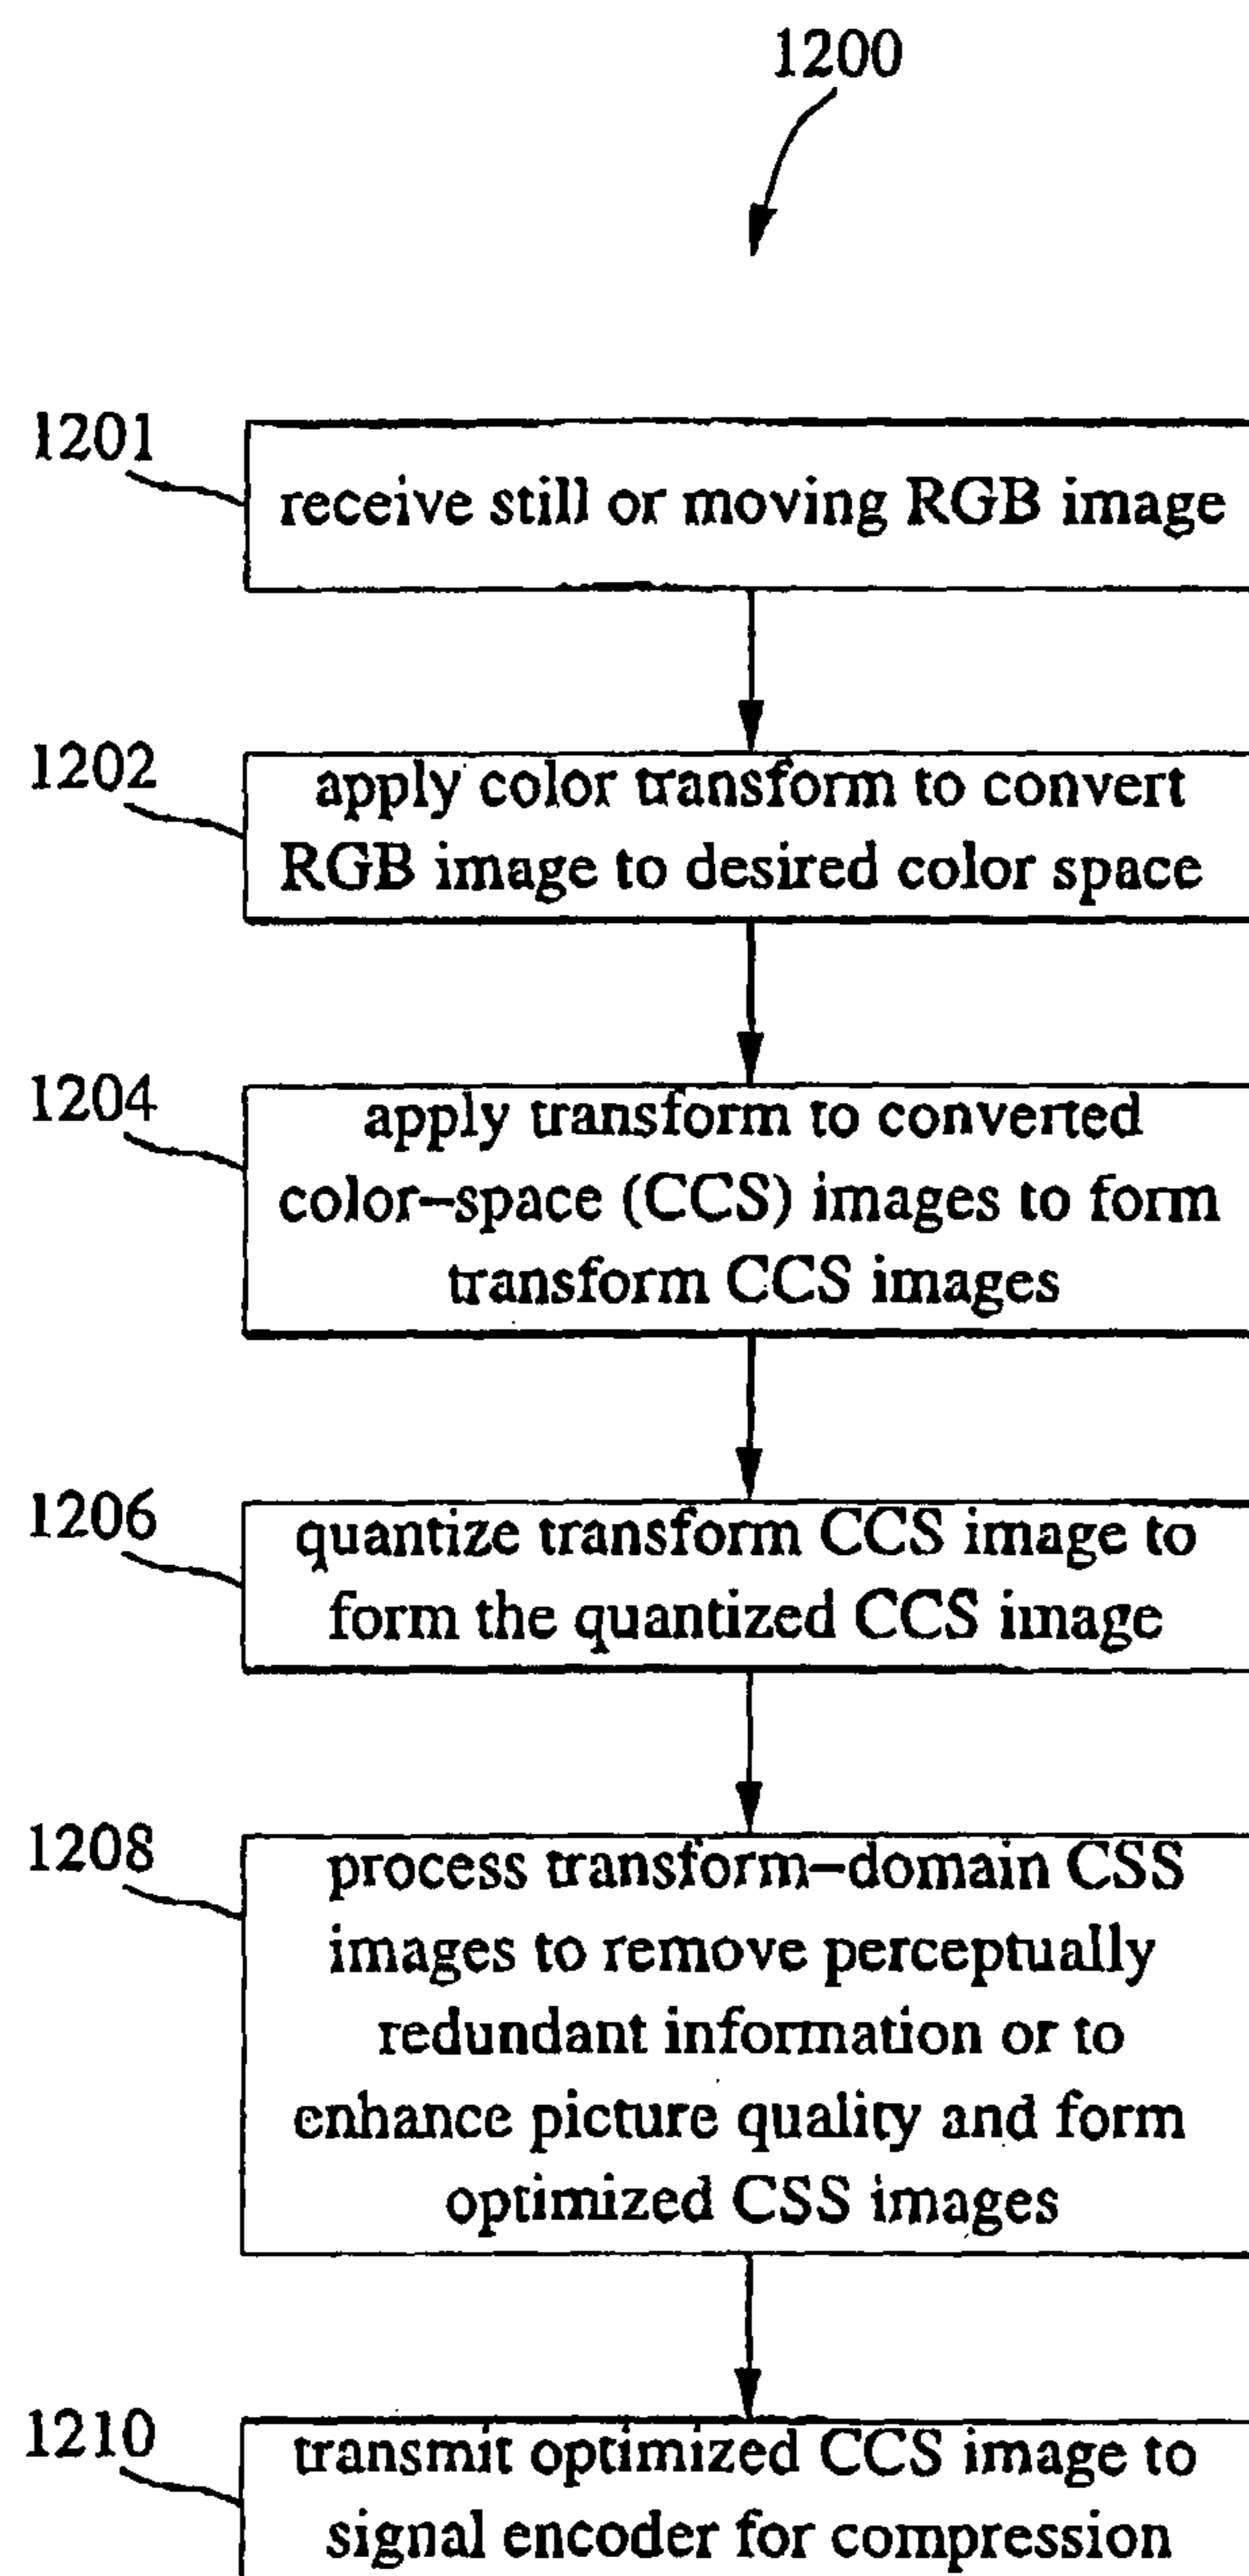 1200
1201
receive still or moving RGB image
1202
apply color transform to convert
RGB image to desired color space
1204
apply transform to converted
color-space (CCS) images to form
transform CCS images
1206
quantize transform CCS image to
form the quantized CCS image
1208
process transform-domain CSS
images to remove perceptually
redundant information or to
enhance picture quality and form
optimized CSS images
1210
transmit optimized CCS image to
signal encoder for compression